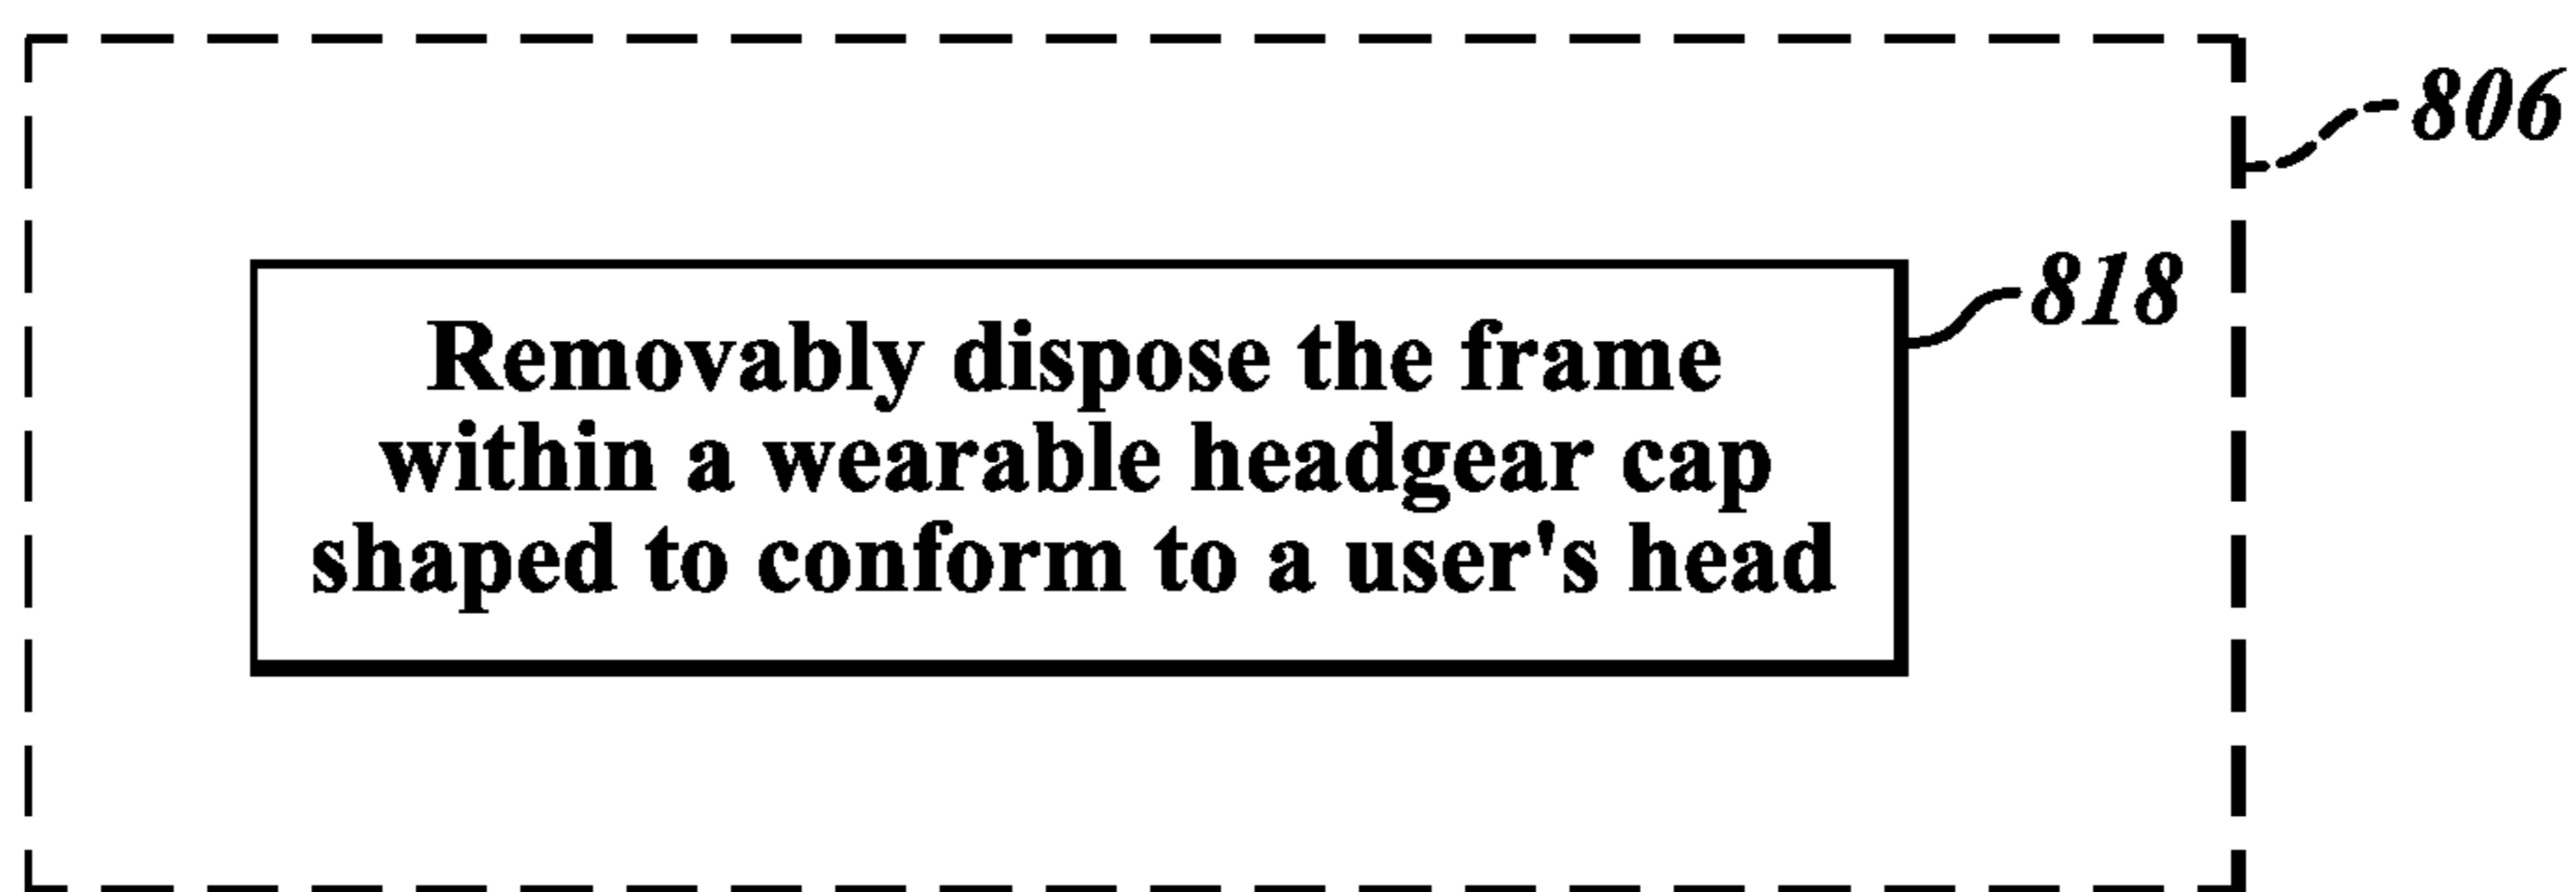 806
818
Removably dispose the frame
within a wearable headgear cap
shaped to conform to a user's head